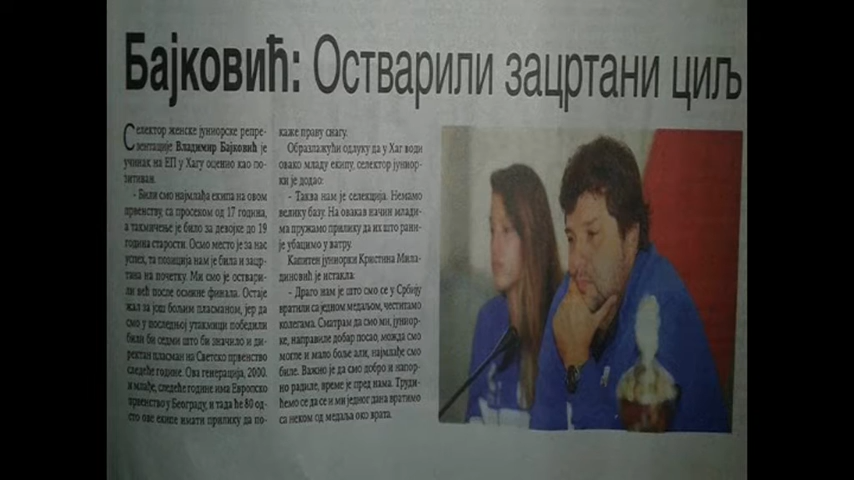 Бајковић: Остварили зацртани циљ
Селектор женске јуниорске репре-
зентације Владимир Бајковић је
учинак на ЕП у Хагу оценио као по-
зитиван.
- Били смо најмлађа екипа на овом
првенству, са просеком од 17 година,
а такмичење је било за девојке до 19
година старости. Осмо место је за нас
успех, та позиција нам је била и зацр-
тана на почетку. Ми смо је оствари-
ли већ после осмине финала. Остаје
жал за још бољим пласманом, јер да
смо у последњој утакмици победили
били би седми што би значило и ди-
ректан пласман на Светско првенство
следеће године. Ова генерација, 2000.
и млађе, следеће године има Европско
првенство у Београду, и тада ће 80 од-
сто ове екипе имати прилику да по-
каже праву снагу.
Образлажући одлуку да у Хаг води
овако младу екипу, селектор јуниор-
ки је додао:
- Таква нам је селекција. Немамо
велику базу. На овакав начин млади-
ма пружамо прилику да их што рани-
је убацимо у ватру.
Капитен јуниорки Кристина Мила-
диновић је истакла:
- Драго нам је што смо се у Србију
вратили са једном медаљом, честитамо
колегама. Сматрам да смо ми, јуниор-
ке, направиле добар посао, можда смо
могле и мало боље али, најмлађе смо
биле. Важно је да смо добро и напор-
но радиле, време је пред нама. Труди-
ћемо се да се и ми једног дана вратимо
са неком од медаља око врата.